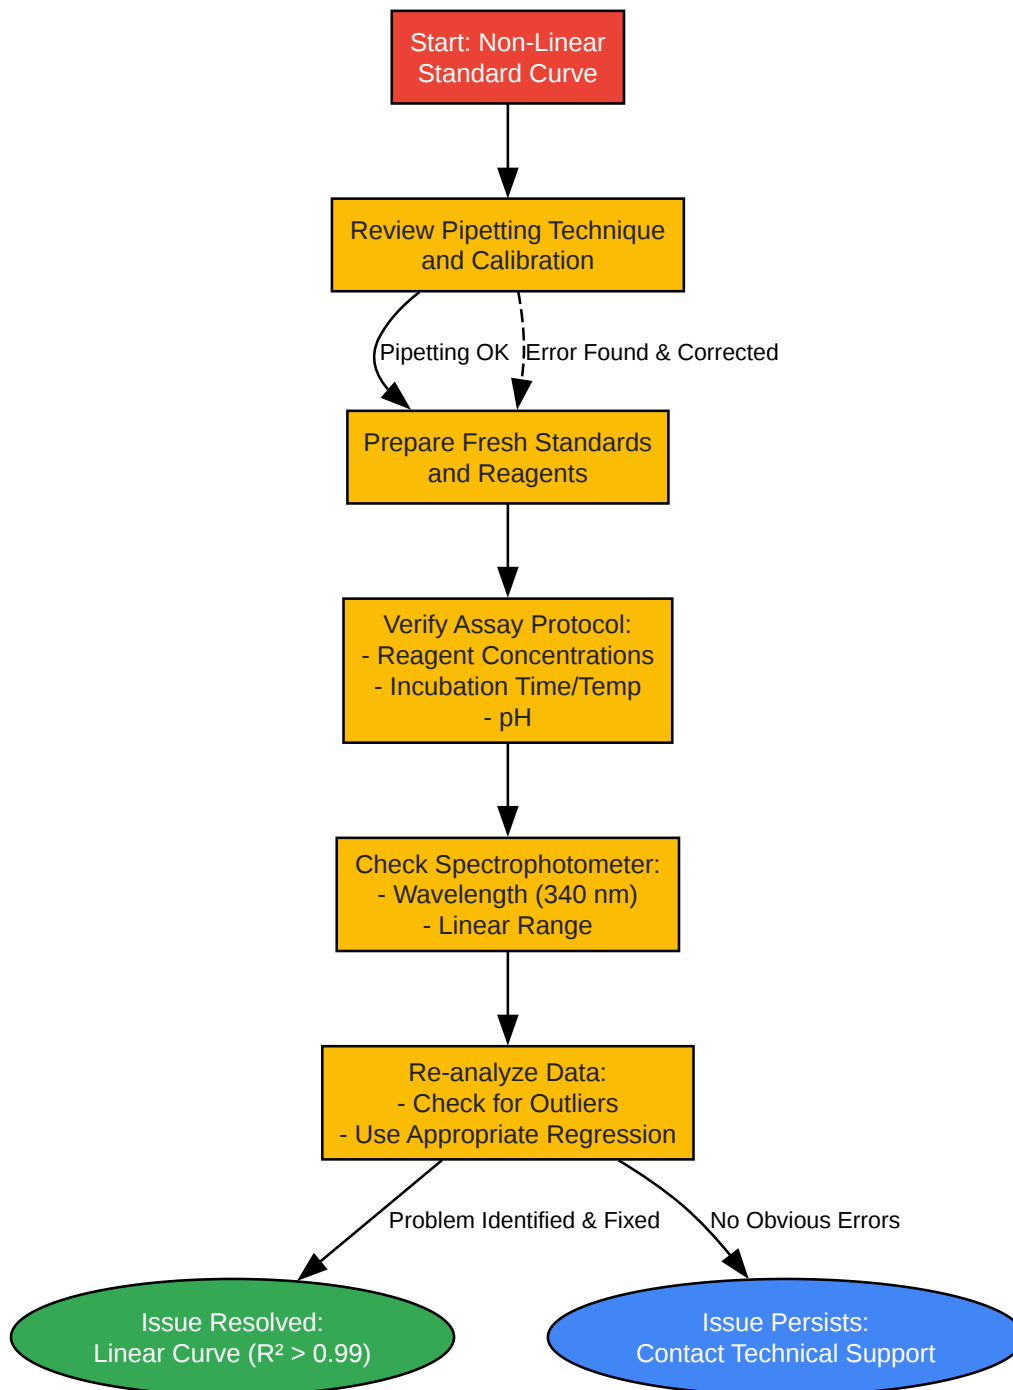 Start: Non-Linear
Standard Curve
Review Pipetting Technique
and Calibration
Pipetting OK
Error Found & Corrected
Prepare Fresh Standards
and Reagents
Verify Assay Protocol:
- Reagent Concentrations
- Incubation Time/Temp
- pH
Check Spectrophotometer:
- Wavelength (340 nm)
- Linear Range
Re-analyze Data:
- Check for Outliers
- Use Appropriate Regression
Problem Identified & Fixed
No Obvious Errors
Issue Resolved:
Linear Curve (R² > 0.99)
Issue Persists:
Contact Technical Support